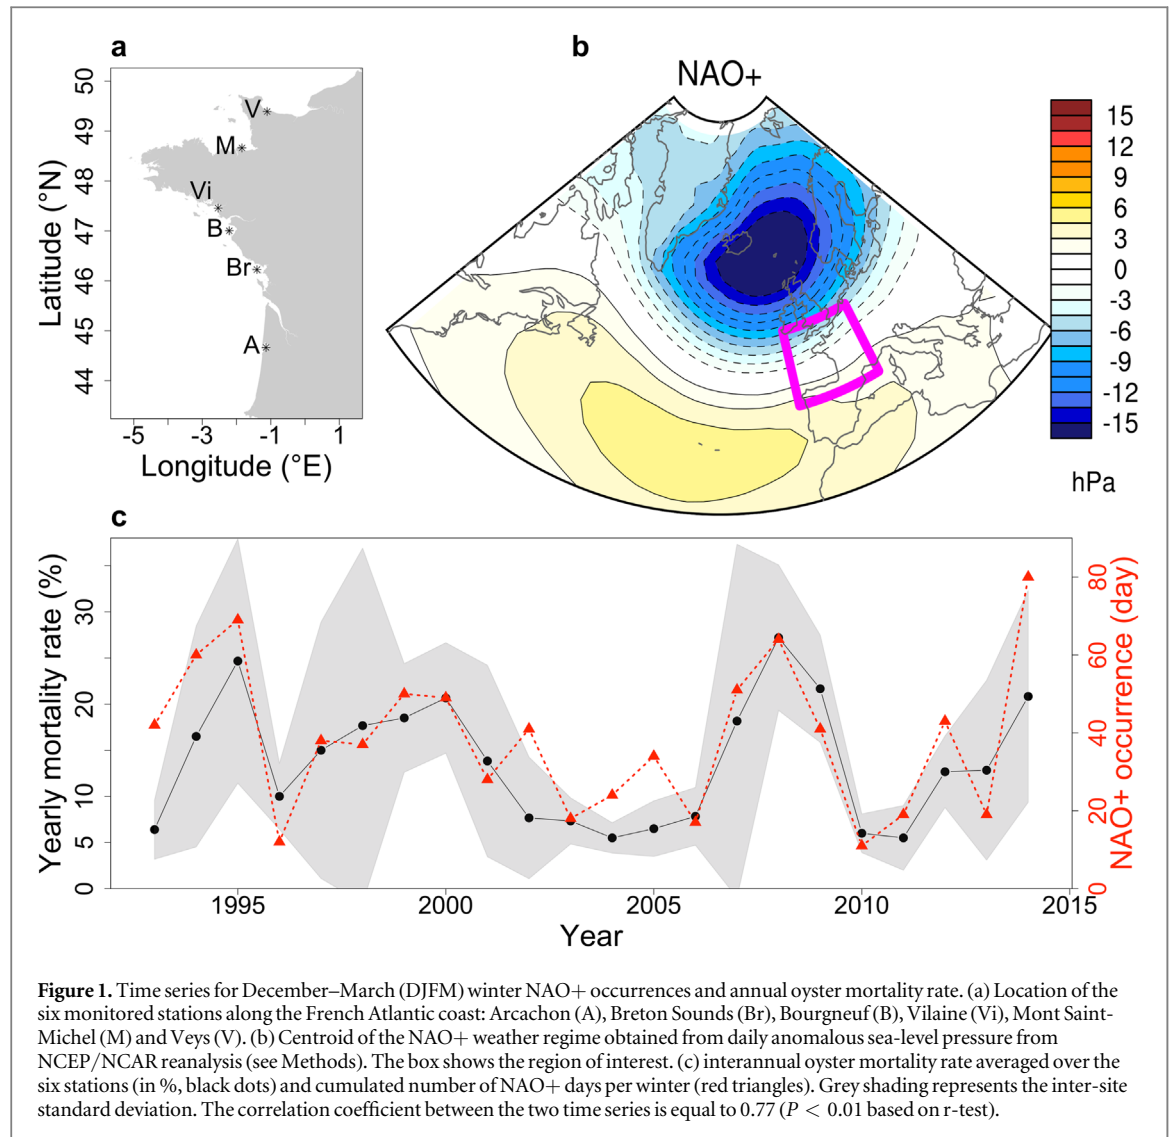 a
50
49
48
47
46
45
44
Latitude (°N)
V
M
Vi
B
Br
A
-5
-3
-1
1
Longitude (°E)
b
NAO+
15
12
9
6
3
0
-3
-6
-9
-12
-15
hPa
c
Yearly mortality rate (%)
30
20
10
5
0
80
60
40
20
0
NAO+ occurrence (day)
1995
2000
2005
2010
2015
Year
Figure 1. Time series for December–March (DJFM) winter NAO+ occurrences and annual oyster mortality rate. (a) Location of the
six monitored stations along the French Atlantic coast: Arcachon (A), Breton Sounds (Br), Bourgneuf (B), Vilaine (Vi), Mont Saint-
Michel (M) and Veys (V). (b) Centroid of the NAO+ weather regime obtained from daily anomalous sea-level pressure from
NCEP/NCAR reanalysis (see Methods). The box shows the region of interest. (c) interannual oyster mortality rate averaged over the
six stations (in %, black dots) and cumulated number of NAO+ days per winter (red triangles). Grey shading represents the inter-site
standard deviation. The correlation coefficient between the two time series is equal to 0.77 (P < 0.01 based on r-test).